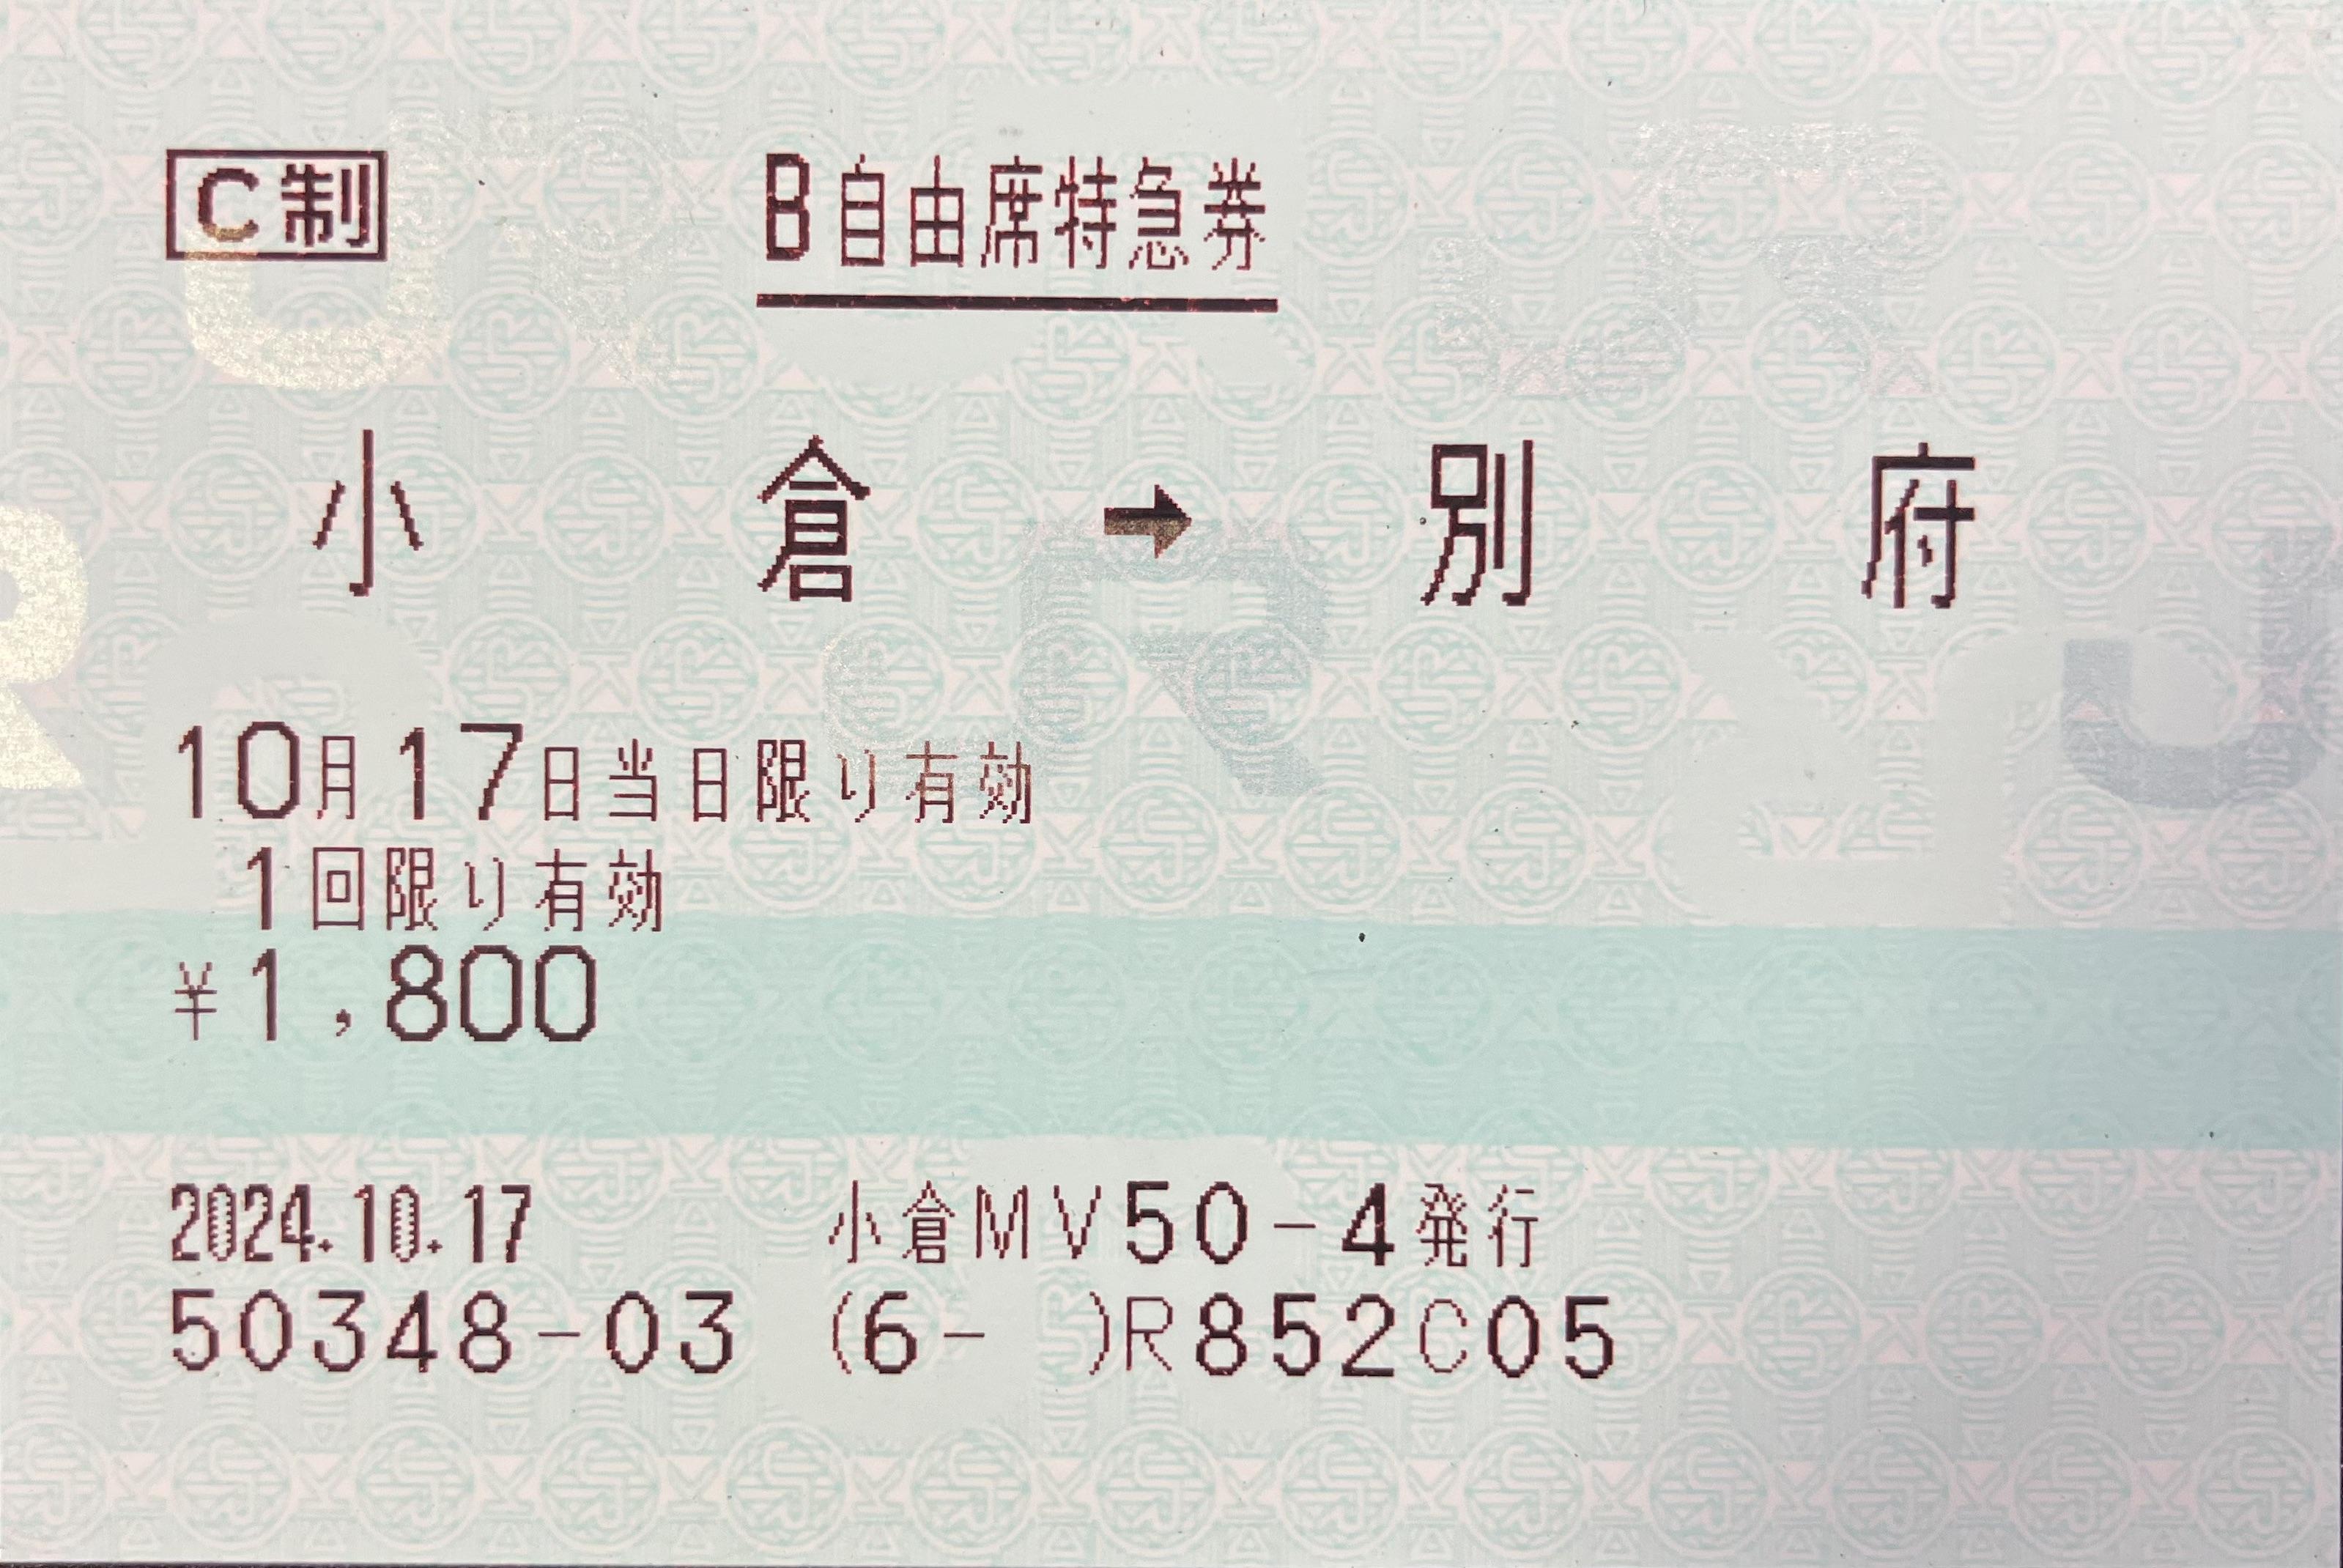 C制 B自由席特急券
小倉→別府
10月17日当日限り有効
1回限り有効
¥1,800
2024.10.17 小倉MV50-4発行
50348-03 (6- )R852C05